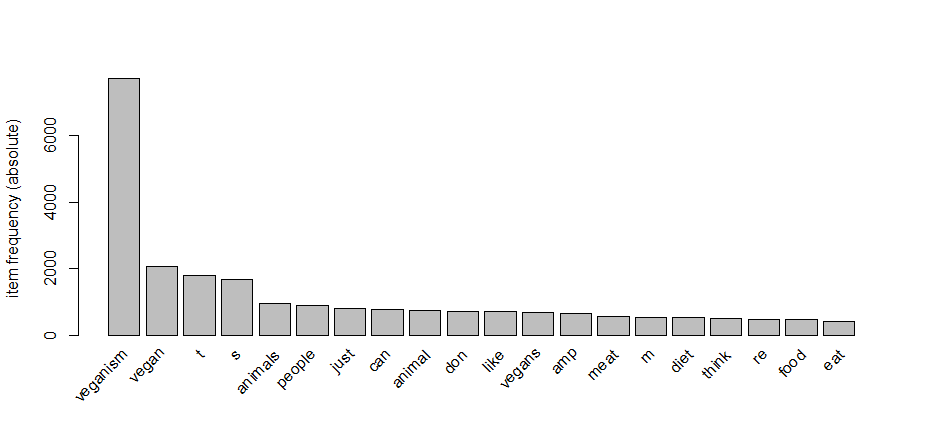 item frequency (absolute)
6000
4000
2000
0
veganism
vegan
t
s
animals
people
just
can
animal
don
like
vegans
amp
meat
m
diet
think
re
food
eat